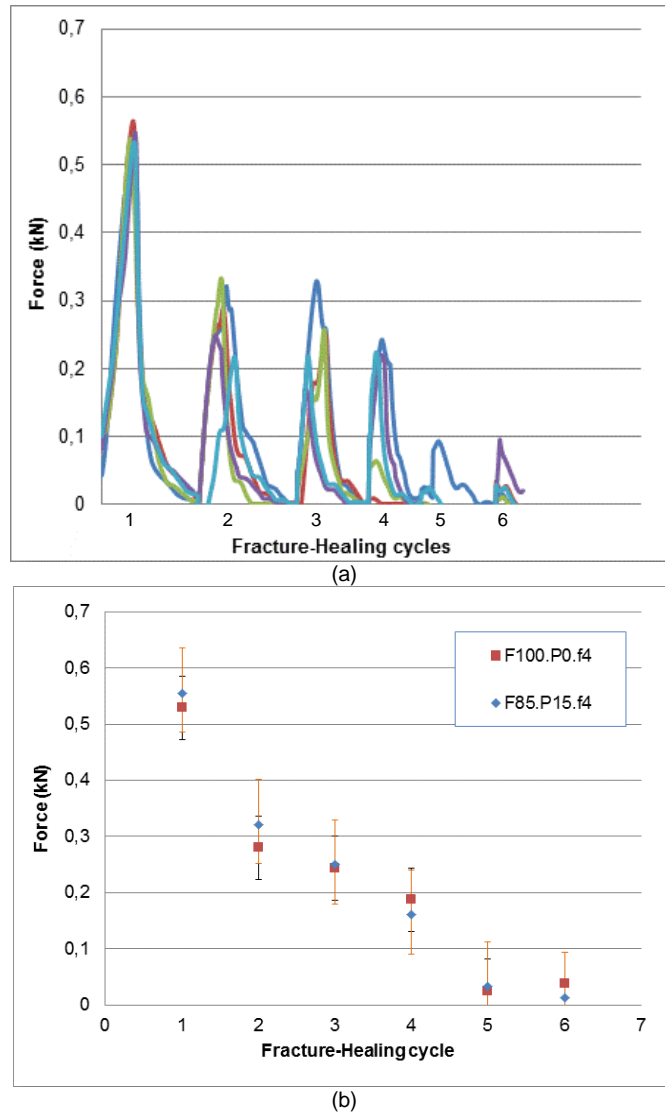 0,7
0,6
0,5
0,4
0,3
0,2
0,1
0
Force (kN)
1 2 3 4 5 6
Fracture-Healing cycles
(a)
0,7
0,6
0,5
0,4
0,3
0,2
0,1
0
Force (kN)
F100.P0.f4
F85.P15.f4
0 1 2 3 4 5 6 7
Fracture-Healing cycle
(b)